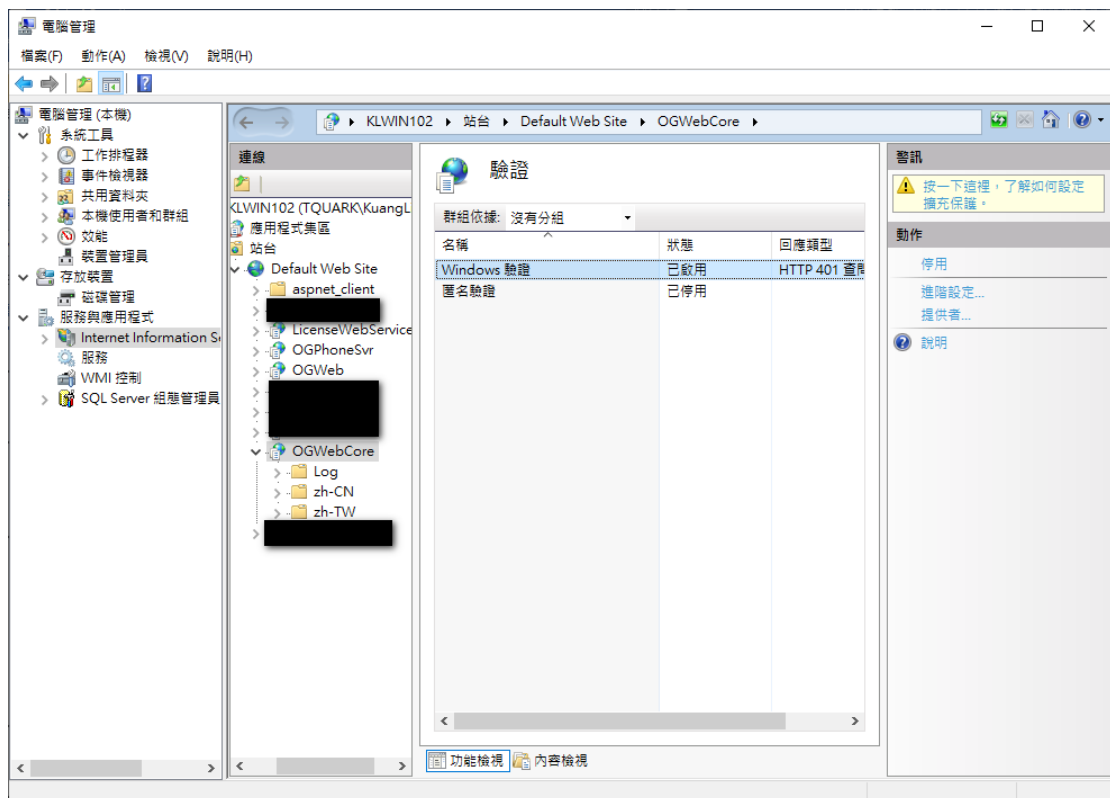 電腦管理
檔案(F) 動作(A) 檢視(V) 說明(H)
電腦管理 (本機)
系統工具
工作排程器
事件檢視器
共用資料夾
本機使用者和群組
效能
裝置管理員
存放裝置
磁碟管理
服務與應用程式
Internet Information S
服務
WMI 控制
SQL Server 組態管理員
KLWIN102 站台 Default Web Site OGWebCore
連線
KLWIN102 (TQUARK\KuangL
應用程式集區
站台
Default Web Site
aspnet_client
LicenseWebService
OGPhoneSvr
OGWeb
OGWebCore
Log
zh-CN
zh-TW
驗證
群組依據: 沒有分組
名稱 狀態 回應類型
Windows 驗證 已啟用 HTTP 401 查
匿名驗證 已停用
功能檢視 內容檢視
警訊
按一下這裡，了解如何設定
擴充保護。
動作
停用
進階設定...
提供者...
說明